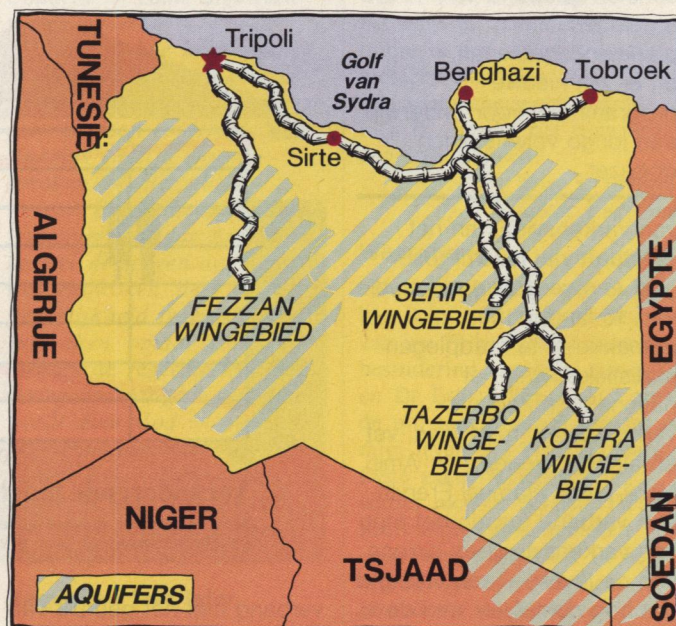 TUNESIË
Tripoli
Golf
van
Sydra
Benghazi
Tobroek
Sirte
ALGERIJE
EGYPTE
FEZZAN
WINGEBIED
SERIR
WINGEBIED
TAZERBO
WINGE-
BIED
KOEFRA
WINGE-
BIED
NIGER
TSJAAD
SOEDAN
AQUIFERS